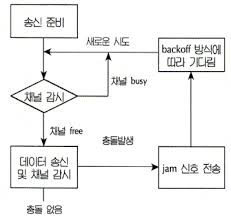 송신 준비
새로운 시도
backoff 방식에
따라 기다림
채널 busy
채널 감시
채널 free
충돌발생
데이터 송신
및 채널 감시
jam 신호 전송
충돌 없음